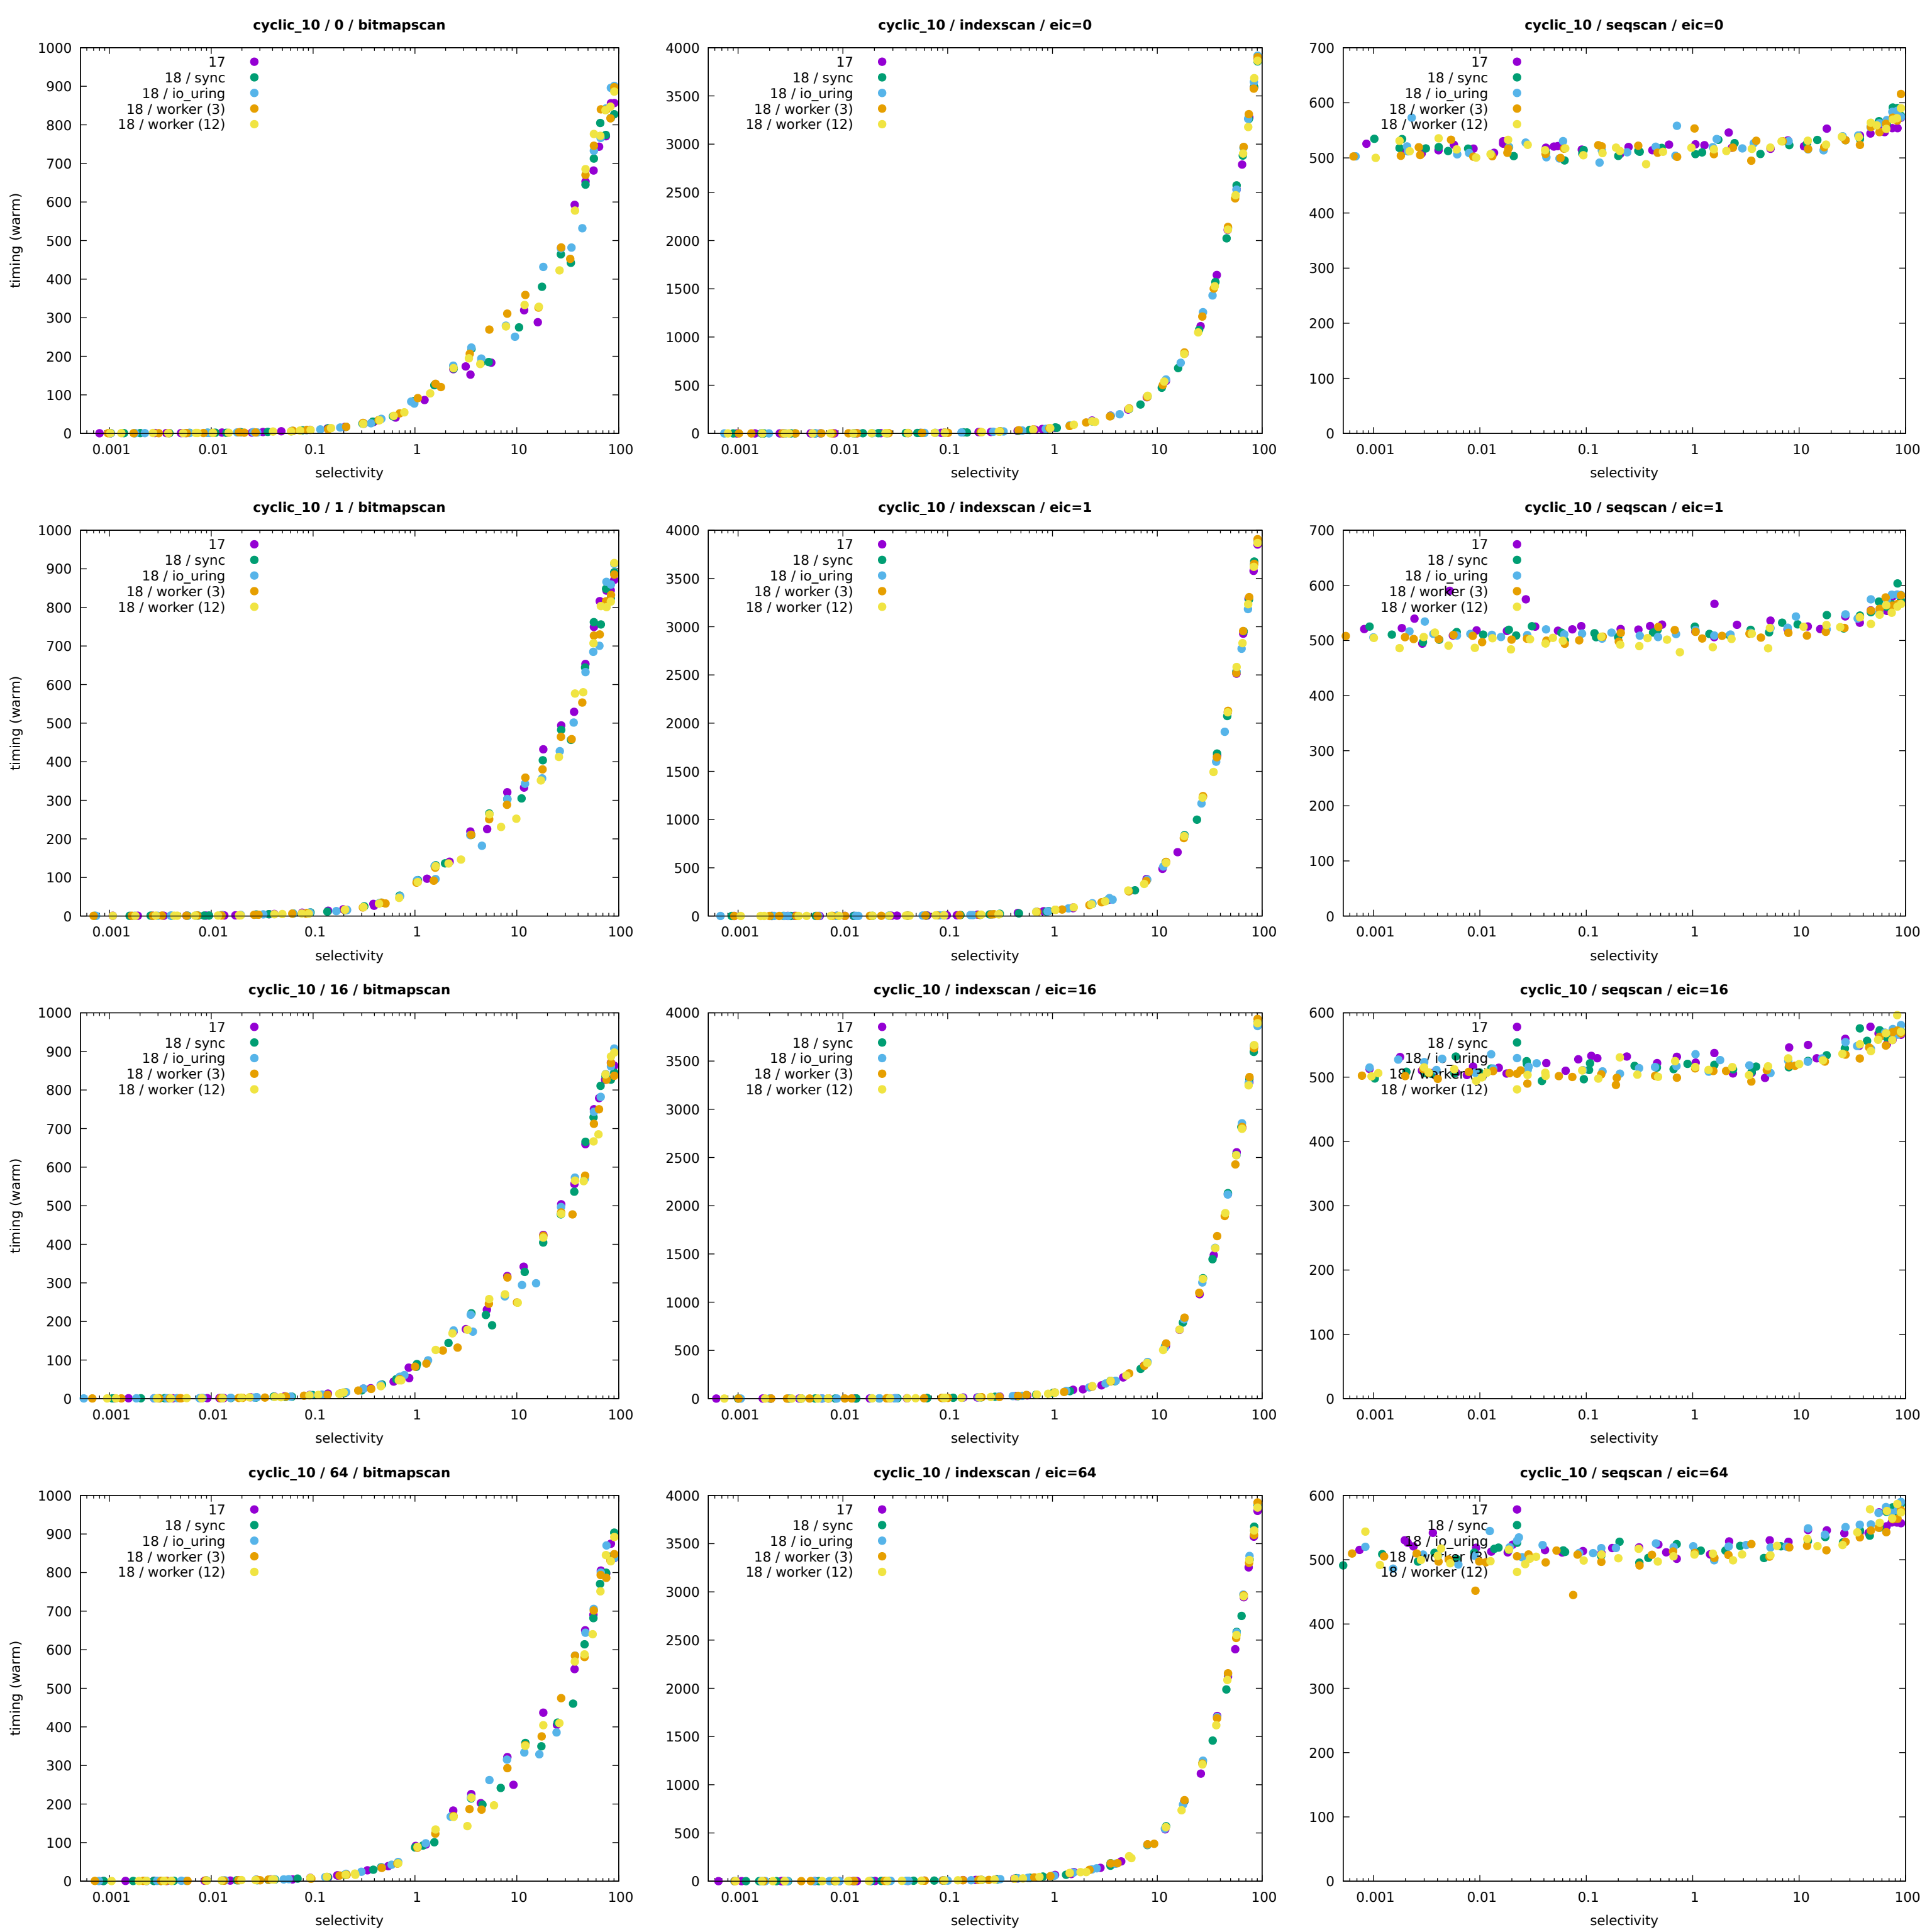 cyclic_10 / 0 / bitmapscan
1000
900
800
700
600
500
400
300
200
100
0
timing (warm)
17
18 / sync
18 / io_uring
18 / worker (3)
18 / worker (12)
0.001 0.01 0.1 1 10 100
selectivity
cyclic_10 / indexscan / eic=0
4000
3500
3000
2500
2000
1500
1000
500
0
17
18 / sync
18 / io_uring
18 / worker (3)
18 / worker (12)
0.001 0.01 0.1 1 10 100
selectivity
cyclic_10 / seqscan / eic=0
700
600
500
400
300
200
100
0
17
18 / sync
18 / io_uring
18 / worker (3)
18 / worker (12)
0.001 0.01 0.1 1 10 100
selectivity
cyclic_10 / 1 / bitmapscan
1000
900
800
700
600
500
400
300
200
100
0
timing (warm)
17
18 / sync
18 / io_uring
18 / worker (3)
18 / worker (12)
0.001 0.01 0.1 1 10 100
selectivity
cyclic_10 / indexscan / eic=1
4000
3500
3000
2500
2000
1500
1000
500
0
17
18 / sync
18 / io_uring
18 / worker (3)
18 / worker (12)
0.001 0.01 0.1 1 10 100
selectivity
cyclic_10 / seqscan / eic=1
700
600
500
400
300
200
100
0
17
18 / sync
18 / io_uring
18 / worker (3)
18 / worker (12)
0.001 0.01 0.1 1 10 100
selectivity
cyclic_10 / 16 / bitmapscan
1000
900
800
700
600
500
400
300
200
100
0
timing (warm)
17
18 / sync
18 / io_uring
18 / worker (3)
18 / worker (12)
0.001 0.01 0.1 1 10 100
selectivity
cyclic_10 / indexscan / eic=16
4000
3500
3000
2500
2000
1500
1000
500
0
17
18 / sync
18 / io_uring
18 / worker (3)
18 / worker (12)
0.001 0.01 0.1 1 10 100
selectivity
cyclic_10 / seqscan / eic=16
600
500
400
300
200
100
0
17
18 / sync
18 / io_uring
18 / worker (3)
18 / worker (12)
0.001 0.01 0.1 1 10 100
selectivity
cyclic_10 / 64 / bitmapscan
1000
900
800
700
600
500
400
300
200
100
0
timing (warm)
17
18 / sync
18 / io_uring
18 / worker (3)
18 / worker (12)
0.001 0.01 0.1 1 10 100
selectivity
cyclic_10 / indexscan / eic=64
4000
3500
3000
2500
2000
1500
1000
500
0
17
18 / sync
18 / io_uring
18 / worker (3)
18 / worker (12)
0.001 0.01 0.1 1 10 100
selectivity
cyclic_10 / seqscan / eic=64
600
500
400
300
200
100
0
17
18 / sync
18 / io_uring
18 / worker (3)
18 / worker (12)
0.001 0.01 0.1 1 10 100
selectivity